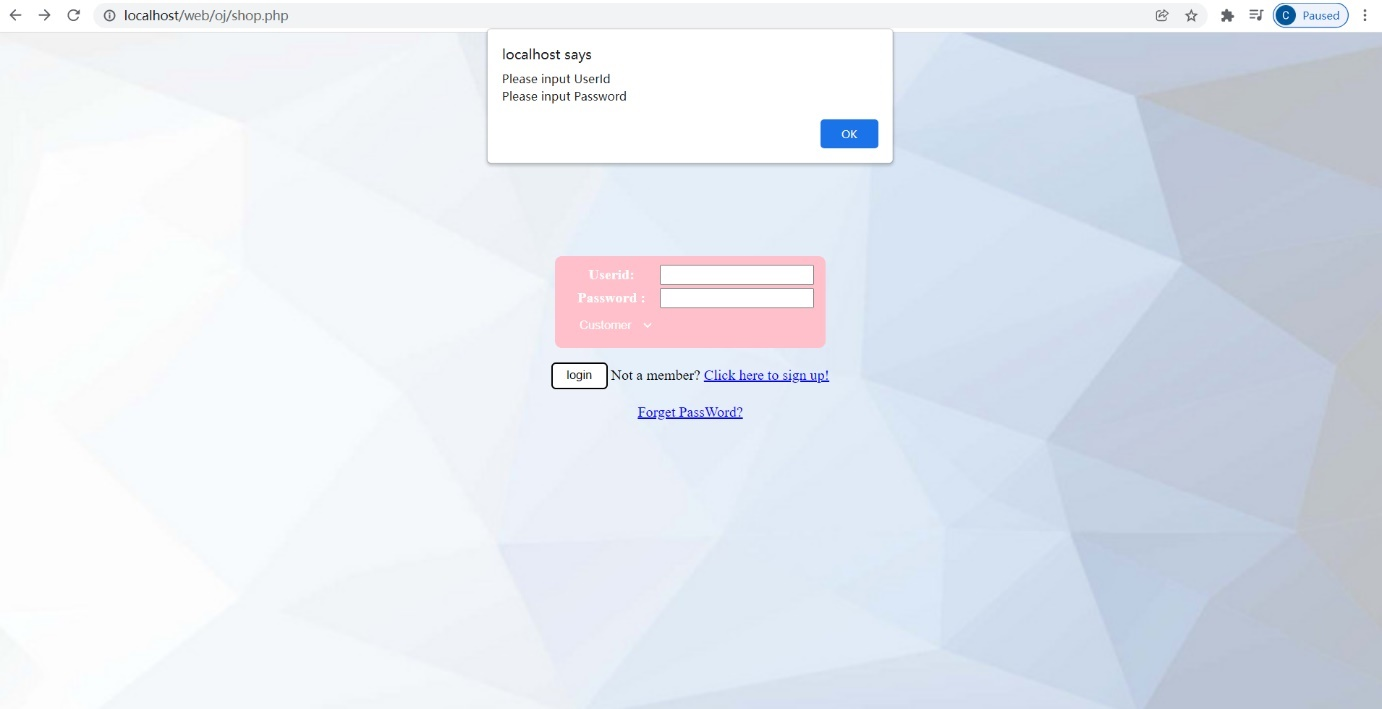 localhost/web/oj/shop.php
C Paused
localhost says
Please input UserId
Please input Password
OK
Userid:
Password :
Customer
login Not a member? Click here to sign up!
Forget PassWord?